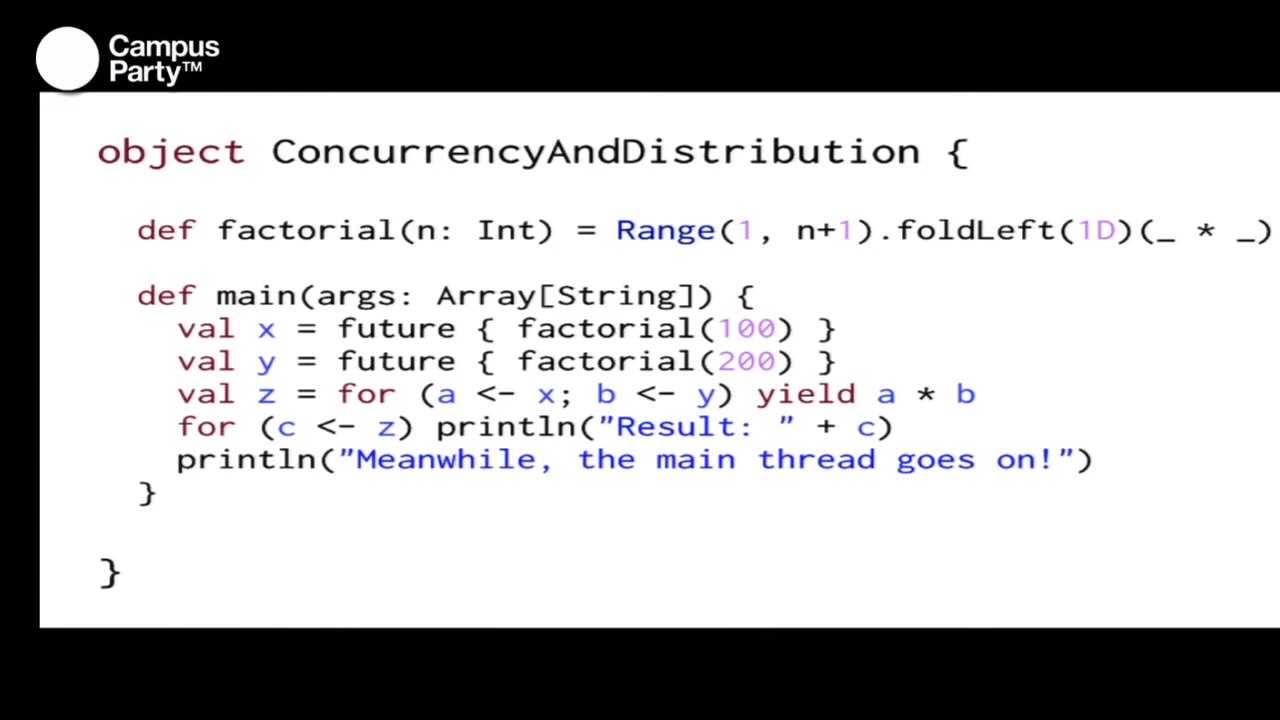 Campus
Party™
object ConcurrencyAndDistribution {
def factorial(n: Int) = Range(1, n+1).foldLeft(1D)(_ * _)
def main(args: Array[String]) {
val x = future { factorial(100) }
val y = future { factorial(200) }
val z = for (a <- x; b <- y) yield a * b
for (c <- z) println("Result: " + c)
println("Meanwhile, the main thread goes on!")
}
}